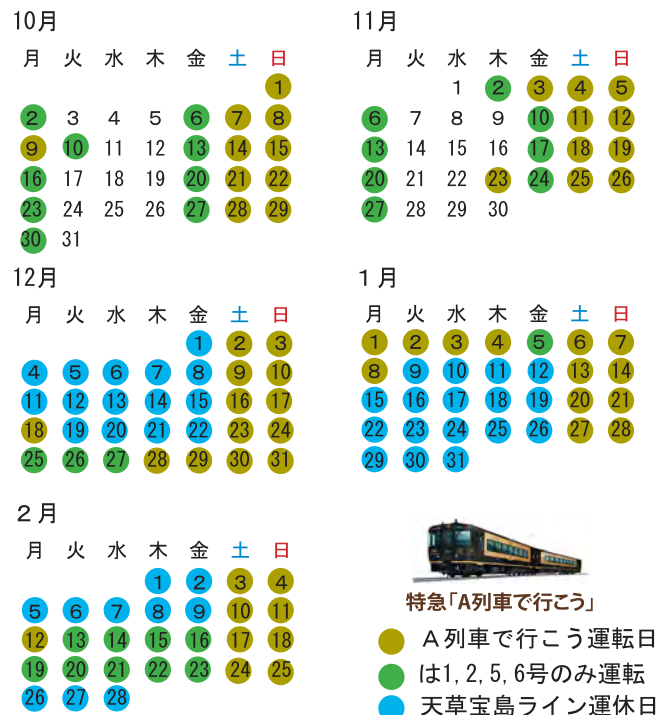 10月
月 火 水 木 金 土 日
1
2 3 4 5 6 7 8
9 10 11 12 13 14 15
16 17 18 19 20 21 22
23 24 25 26 27 28 29
30 31
11月
月 火 水 木 金 土 日
1 2 3 4 5
6 7 8 9 10 11 12
13 14 15 16 17 18 19
20 21 22 23 24 25 26
27 28 29 30
12月
月 火 水 木 金 土 日
1 2 3
4 5 6 7 8 9 10
11 12 13 14 15 16 17
18 19 20 21 22 23 24
25 26 27 28 29 30 31
1月
月 火 水 木 金 土 日
1 2 3 4 5 6 7
8 9 10 11 12 13 14
15 16 17 18 19 20 21
22 23 24 25 26 27 28
29 30 31
2月
月 火 水 木 金 土 日
1 2 3 4
5 6 7 8 9 10 11
12 13 14 15 16 17 18
19 20 21 22 23 24 25
26 27 28
特急「A列車で行こう」
A列車で行こう運転日
は1,2,5,6号のみ運転
天草宝島ライン運休日